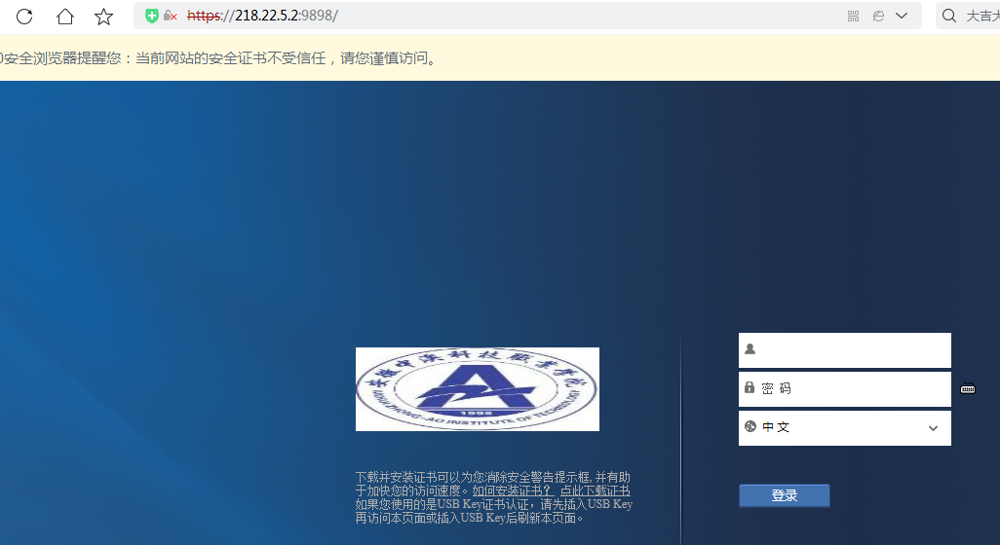 https://218.22.5.2:9898/
大吉大
0安全浏览器提醒您：当前网站的安全证书不受信任，请您谨慎访问。
安徽中澳科技职业学院
A
1992
ANHUI ZHONG-AO INSTITUTE OF TECHNOLOGY
密 码
中 文
登录
下载并安装证书可以为您消除安全警告提示框, 并有助
于加快您的访问速度。如何安装证书？ 点此下载证书
如果您使用的是USB Key证书认证，请先插入USB Key
再访问本页面或插入USB Key后刷新本页面。